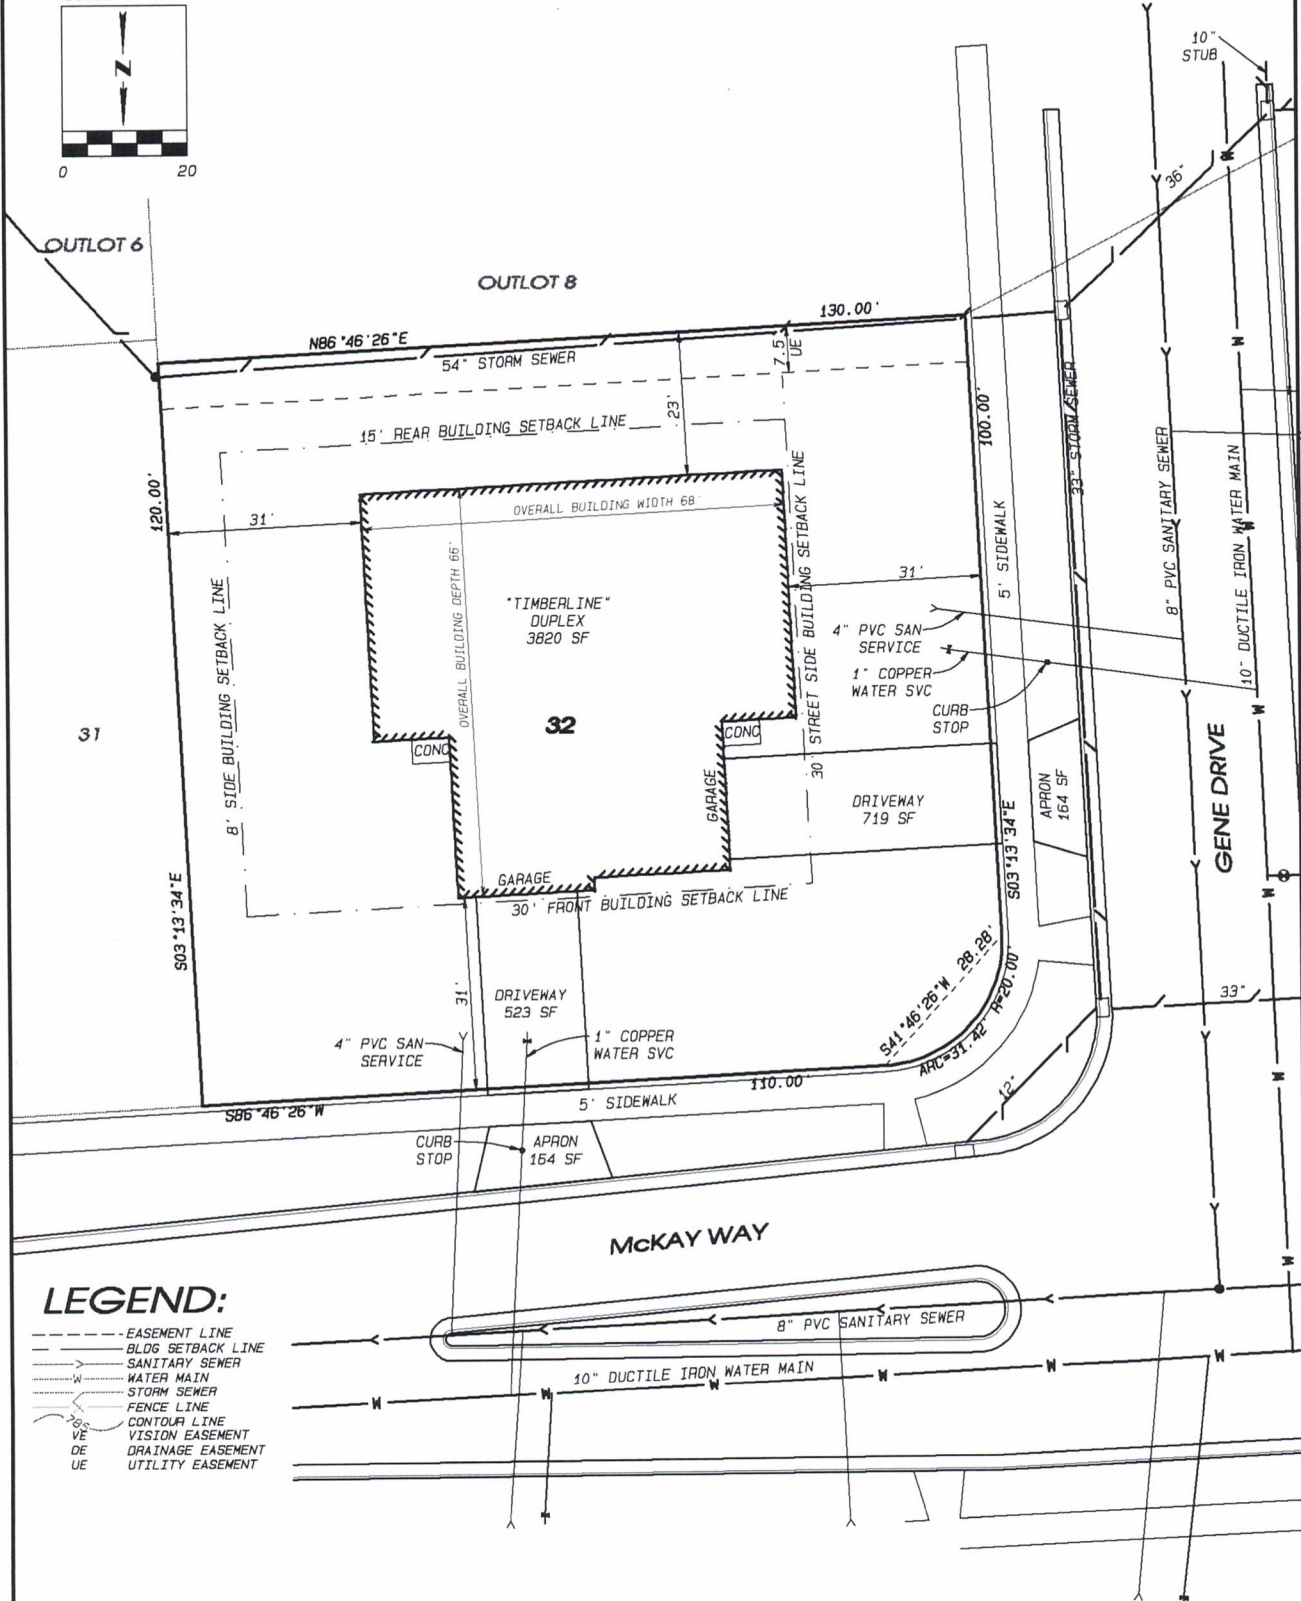 N
0 20
10"
STUB
36"
OUTLOT 6
OUTLOT 8
N86°46'26"E
130.00'
54" STORM SEWER
7.5'
UE
15' REAR BUILDING SETBACK LINE
23'
100.00'
33" STORM SEWER
120.00'
31'
OVERALL BUILDING WIDTH 68'
OVERALL BUILDING DEPTH 66'
30' STREET SIDE BUILDING SETBACK LINE
31'
5' SIDEWALK
8" PVC SANITARY SEWER
10" DUCTILE IRON WATER MAIN
"TIMBERLINE"
DUPLEX
3820 SF
4" PVC SAN
SERVICE
1" COPPER
WATER SVC
CURB
STOP
8' SIDE BUILDING SETBACK LINE
31
32
CONC
CONC
GARAGE
DRIVEWAY
719 SF
APRON
164 SF
GENE DRIVE
S03°13'34"E
S03°13'34"E
GARAGE
30' FRONT BUILDING SETBACK LINE
31'
DRIVEWAY
523 SF
4" PVC SAN
SERVICE
1" COPPER
WATER SVC
S41°46'26"W 28.28'
ARC=31.42' R=20.00'
33"
12"
S86°46'26"W
110.00'
5' SIDEWALK
CURB
STOP
APRON
164 SF
McKAY WAY
8" PVC SANITARY SEWER
10" DUCTILE IRON WATER MAIN
LEGEND:
EASEMENT LINE
BLDG SETBACK LINE
SANITARY SEWER
W WATER MAIN
STORM SEWER
FENCE LINE
785 CONTOUR LINE
VE VISION EASEMENT
DE DRAINAGE EASEMENT
UE UTILITY EASEMENT